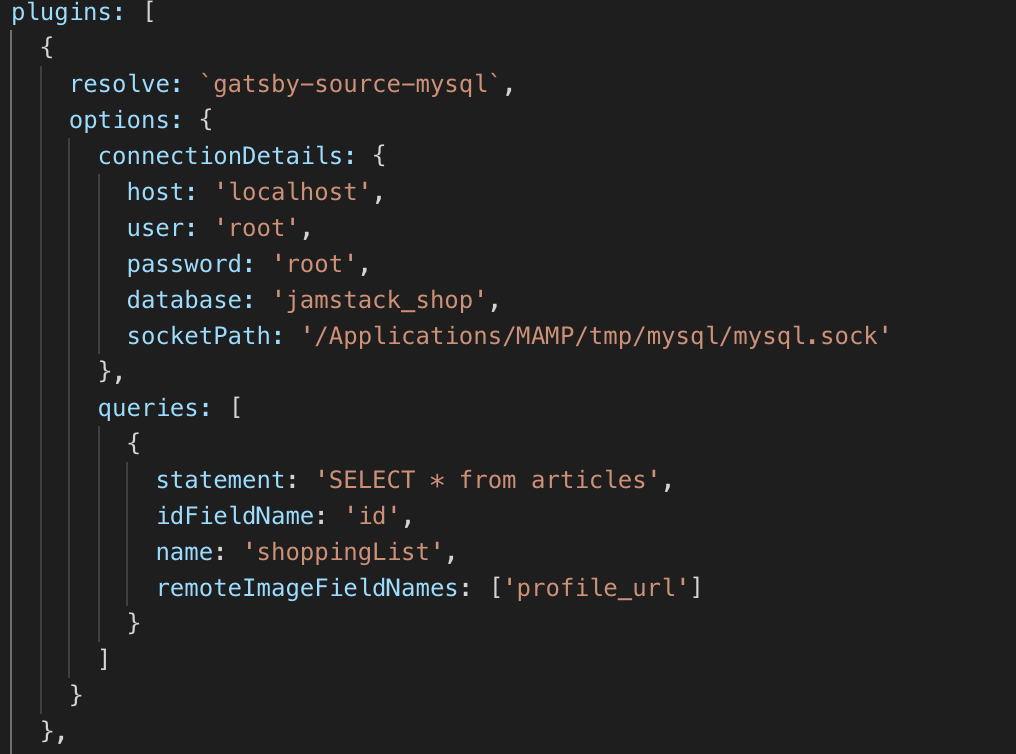 plugins: [
{
resolve: `gatsby-source-mysql`,
options: {
connectionDetails: {
host: 'localhost',
user: 'root',
password: 'root',
database: 'jamstack_shop',
socketPath: '/Applications/MAMP/tmp/mysql/mysql.sock'
},
queries: [
{
statement: 'SELECT * from articles',
idFieldName: 'id',
name: 'shoppingList',
remoteImageFieldNames: ['profile_url']
}
]
}
},